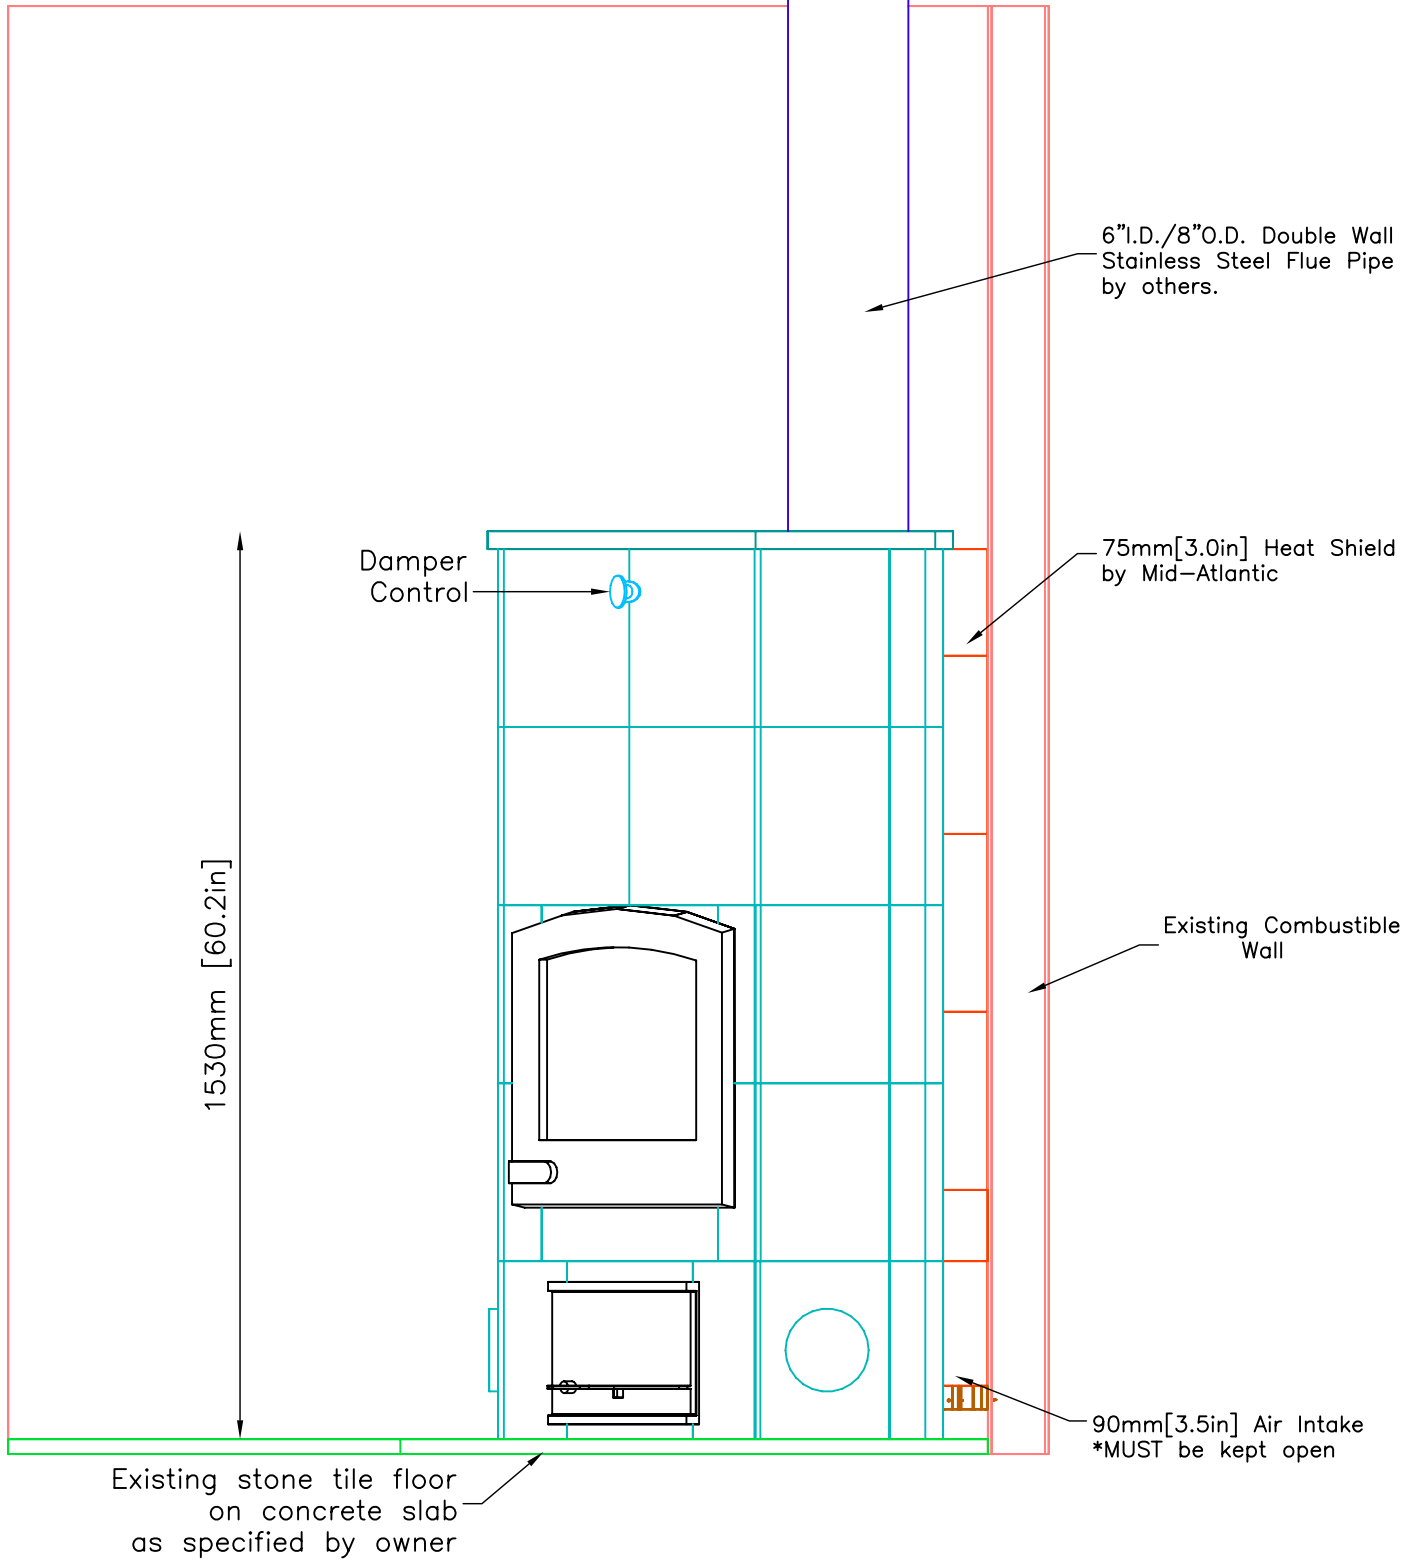 6"I.D./8"O.D. Double Wall
Stainless Steel Flue Pipe
by others.
Damper
Control
75mm[3.0in] Heat Shield
by Mid-Atlantic
1530mm [60.2in]
Existing Combustible
Wall
90mm[3.5in] Air Intake
*MUST be kept open
Existing stone tile floor
on concrete slab
as specified by owner